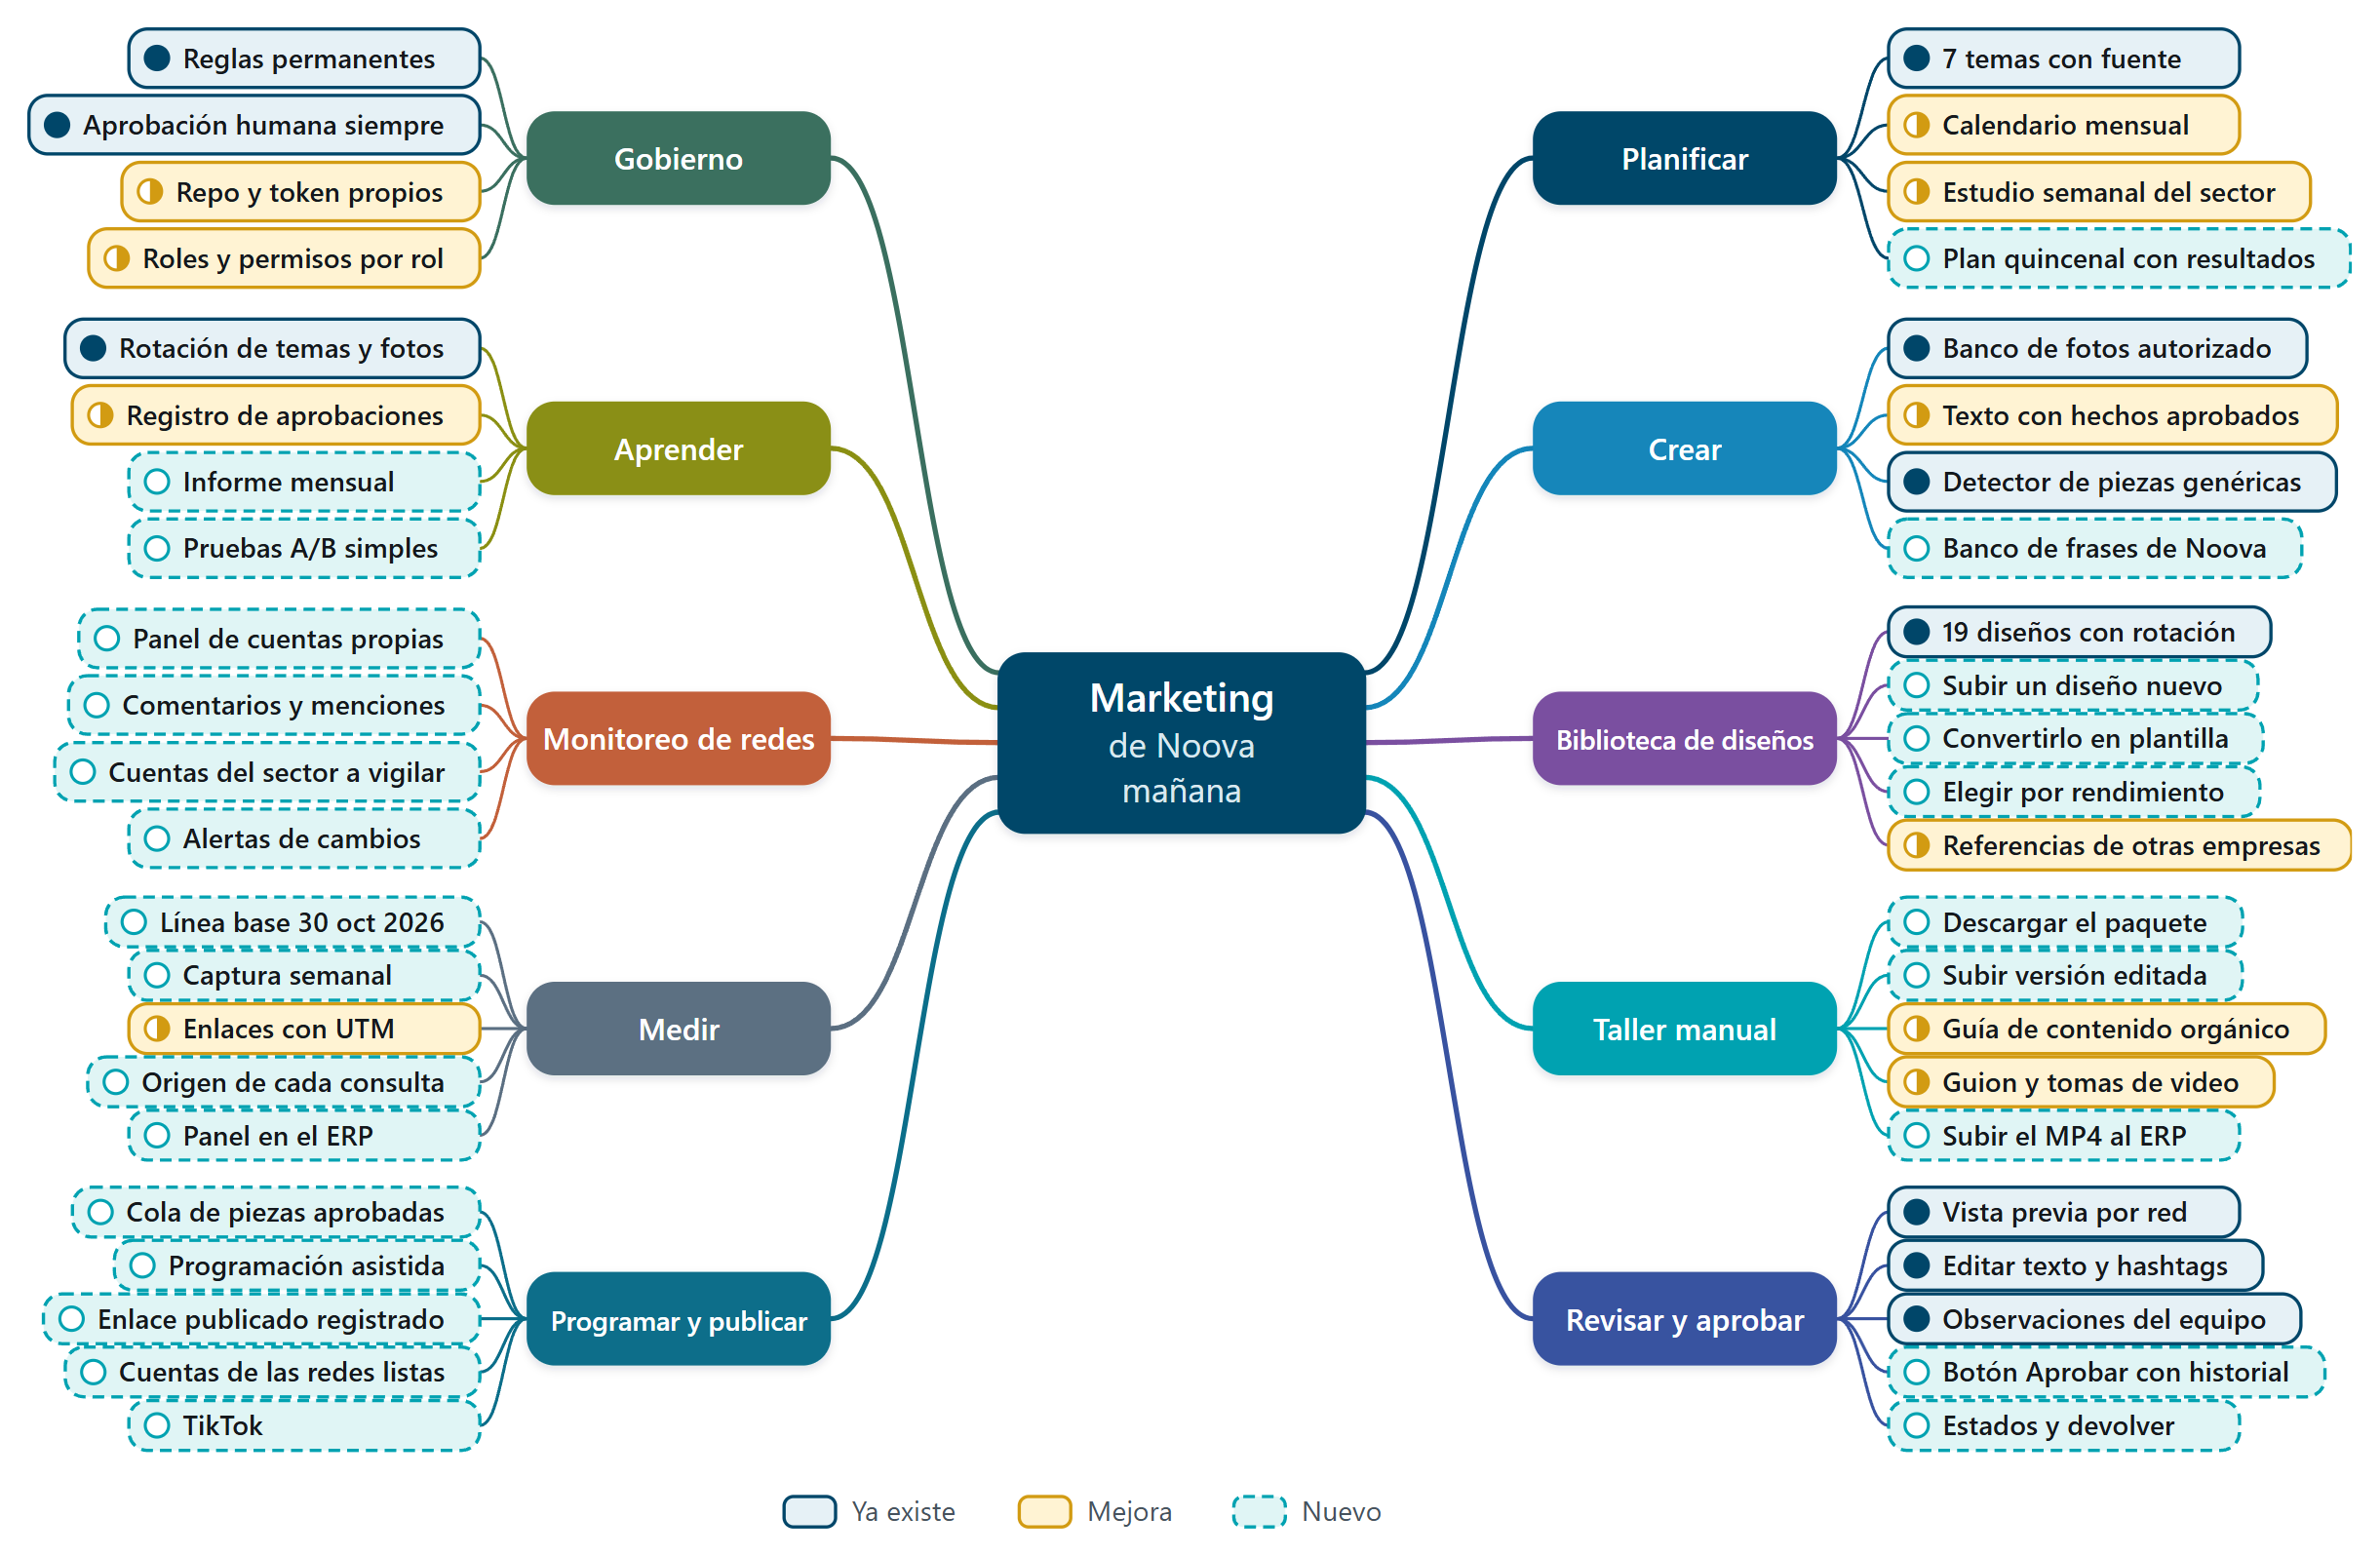 Reglas permanentes
Aprobación humana siempre
Repo y token propios
Roles y permisos por rol
Gobierno
Rotación de temas y fotos
Registro de aprobaciones
Informe mensual
Pruebas A/B simples
Aprender
Panel de cuentas propias
Comentarios y menciones
Cuentas del sector a vigilar
Alertas de cambios
Monitoreo de redes
Línea base 30 oct 2026
Captura semanal
Enlaces con UTM
Origen de cada consulta
Panel en el ERP
Medir
Cola de piezas aprobadas
Programación asistida
Enlace publicado registrado
Cuentas de las redes listas
TikTok
Programar y publicar
Marketing
de Noova
mañana
Planificar
7 temas con fuente
Calendario mensual
Estudio semanal del sector
Plan quincenal con resultados
Crear
Banco de fotos autorizado
Texto con hechos aprobados
Detector de piezas genéricas
Banco de frases de Noova
Biblioteca de diseños
19 diseños con rotación
Subir un diseño nuevo
Convertirlo en plantilla
Elegir por rendimiento
Referencias de otras empresas
Taller manual
Descargar el paquete
Subir versión editada
Guía de contenido orgánico
Guion y tomas de video
Subir el MP4 al ERP
Revisar y aprobar
Vista previa por red
Editar texto y hashtags
Observaciones del equipo
Botón Aprobar con historial
Estados y devolver
Ya existe
Mejora
Nuevo